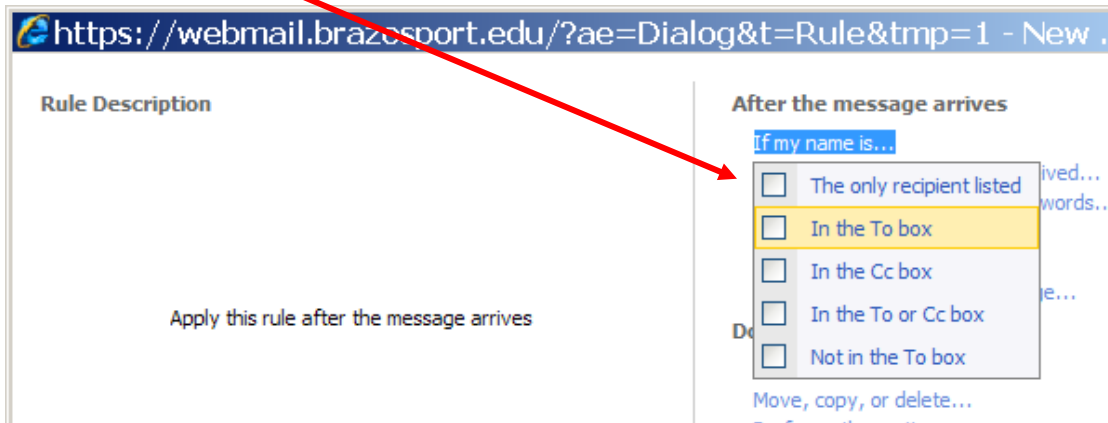 https://webmail.brazosport.edu/?ae=Dialog&t=Rule&tmp=1 - New .
Rule Description
Apply this rule after the message arrives
After the message arrives
If my name is...
The only recipient listed
ived...
In the To box
words..
In the Cc box
In the To or Cc box
Not in the To box
Move, copy, or delete...